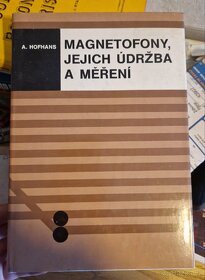 A. HOFHANS
MAGNETOFONY,
JEJICH ÚDRŽBA
A MĚŘENÍ